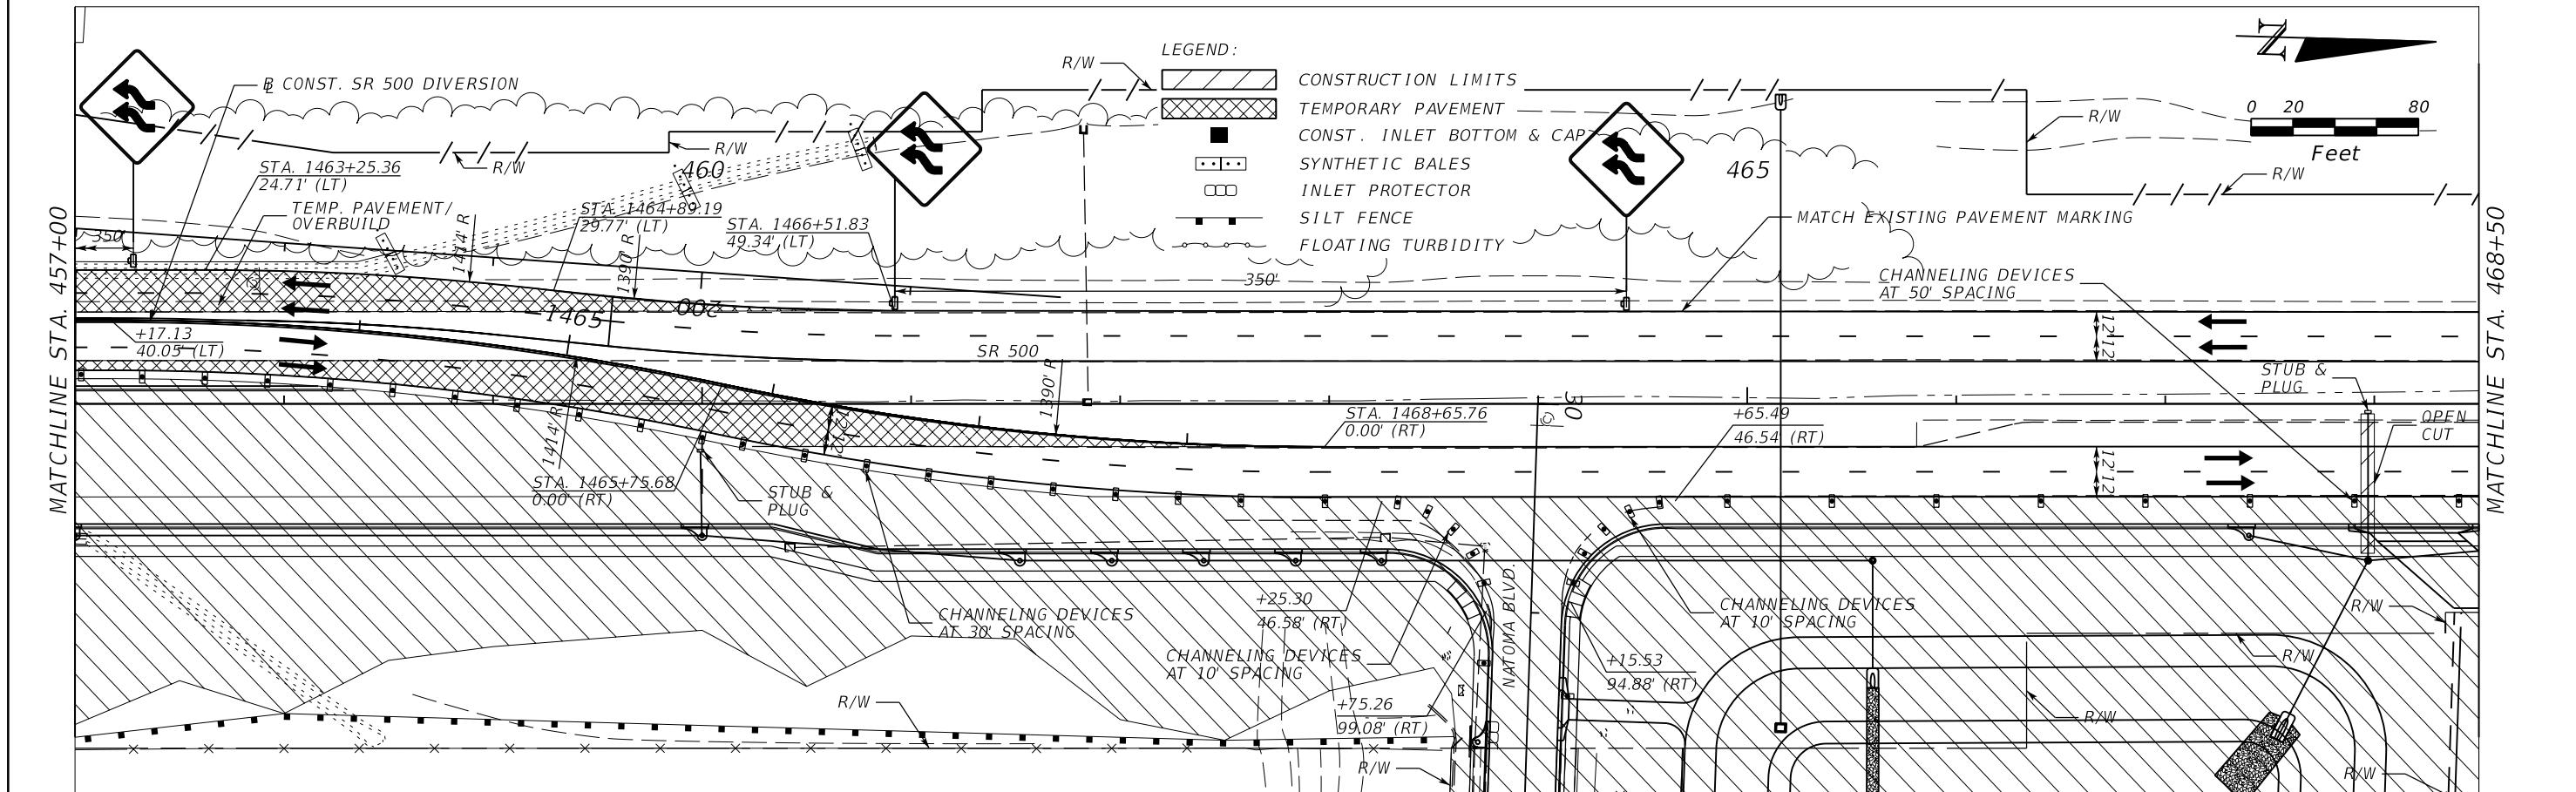 LEGEND:
CONSTRUCTION LIMITS
TEMPORARY PAVEMENT
CONST. INLET BOTTOM & CAP
SYNTHETIC BALES
INLET PROTECTOR
SILT FENCE
FLOATING TURBIDITY
N
0 20 80
Feet
R/W
R/W
R/W
R/W
R/W
BL CONST. SR 500 DIVERSION
STA. 1463+25.36
24.71' (LT)
TEMP. PAVEMENT/
OVERBUILD
350'
460
465
STA. 1464+89.19
29.77' (LT)
STA. 1466+51.83
49.34' (LT)
1414' R
1390' R
350'
MATCH EXISTING PAVEMENT MARKING
CHANNELING DEVICES
AT 50' SPACING
MATCHLINE STA. 457+00
MATCHLINE STA. 468+50
+17.13
40.05' (LT)
1465
200
SR 500
12'
12'
STUB &
PLUG
OPEN
CUT
1414' R
1390' R
12'
12'
STA. 1468+65.76
0.00' (RT)
30
+65.49
46.54' (RT)
12'
12'
STA. 1465+75.68
0.00' (RT)
STUB &
PLUG
CHANNELING DEVICES
AT 30' SPACING
+25.30
46.58' (RT)
CHANNELING DEVICES
AT 10' SPACING
NATOMA BLVD.
CHANNELING DEVICES
AT 10' SPACING
+15.53
94.88' (RT)
+75.26
99.08' (RT)
R/W
R/W
R/W
R/W
R/W
R/W